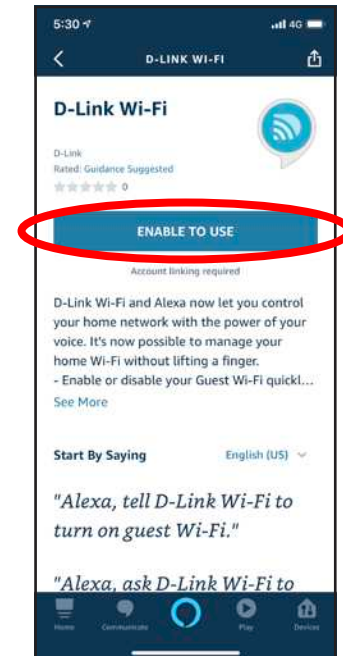 5:30
4G
D-LINK WI-FI
D-Link Wi-Fi
D-Link
Rated: Guidance Suggested
0
ENABLE TO USE
Account linking required
D-Link Wi-Fi and Alexa now let you control
your home network with the power of your
voice. It's now possible to manage your
home Wi-Fi without lifting a finger.
- Enable or disable your Guest Wi-Fi quickl...
See More
Start By Saying English (US)
"Alexa, tell D-Link Wi-Fi to
turn on guest Wi-Fi."
"Alexa, ask D-Link Wi-Fi to
Home Communicate Play Devices